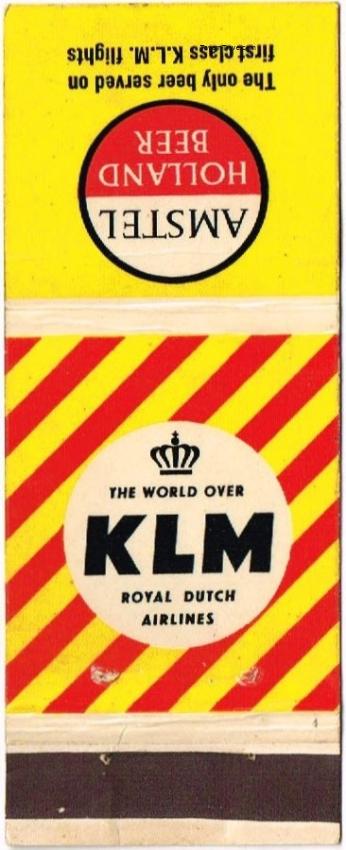 The only beer served on
first class K.L.M. flights
AMSTEL
HOLLAND
BEER
THE WORLD OVER
KLM
ROYAL DUTCH
AIRLINES